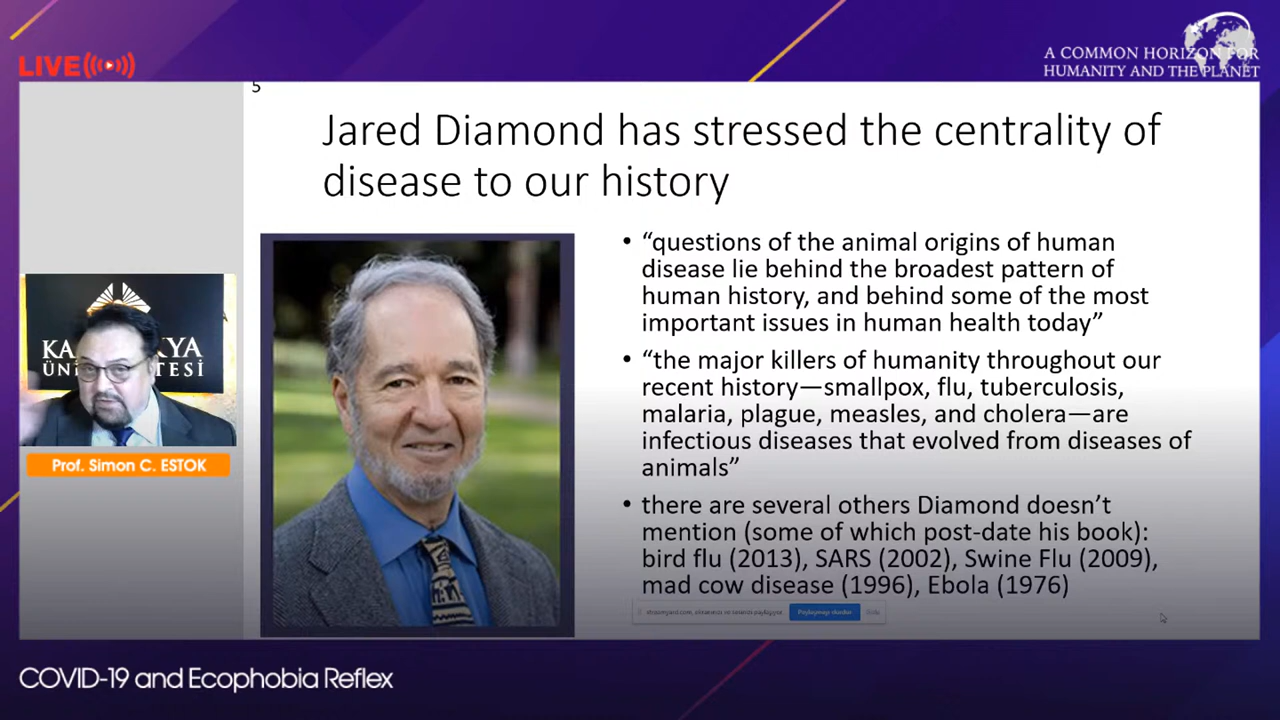 LIVE
A COMMON HORIZON FOR
HUMANITY AND THE PLANET
5
Jared Diamond has stressed the centrality of
disease to our history
• “questions of the animal origins of human
disease lie behind the broadest pattern of
human history, and behind some of the most
important issues in human health today”
• “the major killers of humanity throughout our
recent history—smallpox, flu, tuberculosis,
malaria, plague, measles, and cholera—are
infectious diseases that evolved from diseases of
animals”
• there are several others Diamond doesn’t
mention (some of which post-date his book):
bird flu (2013), SARS (2002), Swine Flu (2009),
mad cow disease (1996), Ebola (1976)
Paylaşmayı durdur Gizle
Prof. Simon C. ESTOK
COVID-19 and Ecophobia Reflex